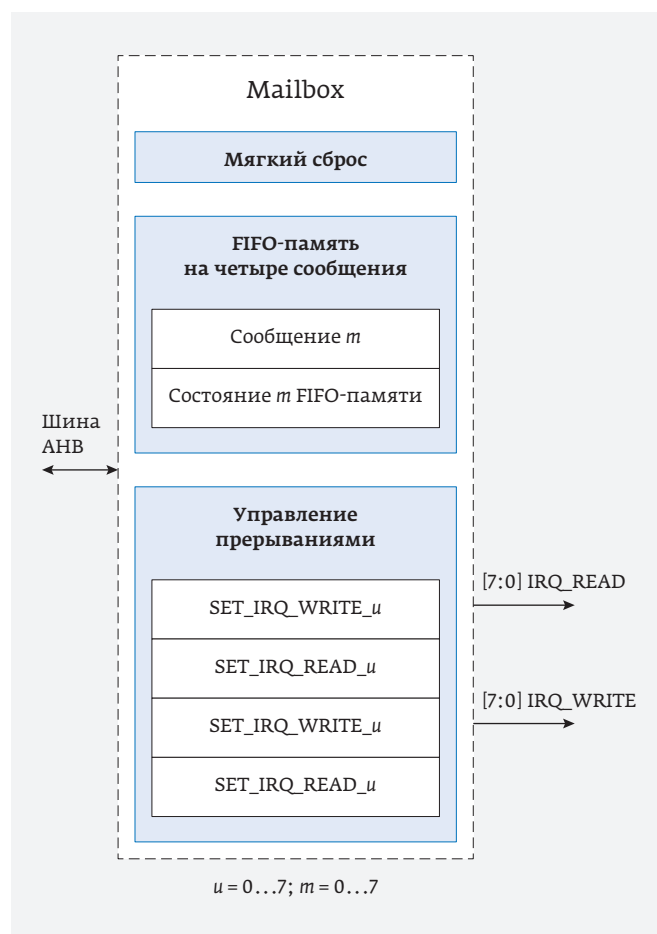 Mailbox
Мягкий сброс
FIFO-память
на четыре сообщения
Сообщение m
Состояние m FIFO-памяти
Шина
AHB
Управление
прерываниями
SET_IRQ_WRITE_u
SET_IRQ_READ_u
SET_IRQ_WRITE_u
SET_IRQ_READ_u
[7:0] IRQ_READ
[7:0] IRQ_WRITE
u = 0...7; m = 0...7